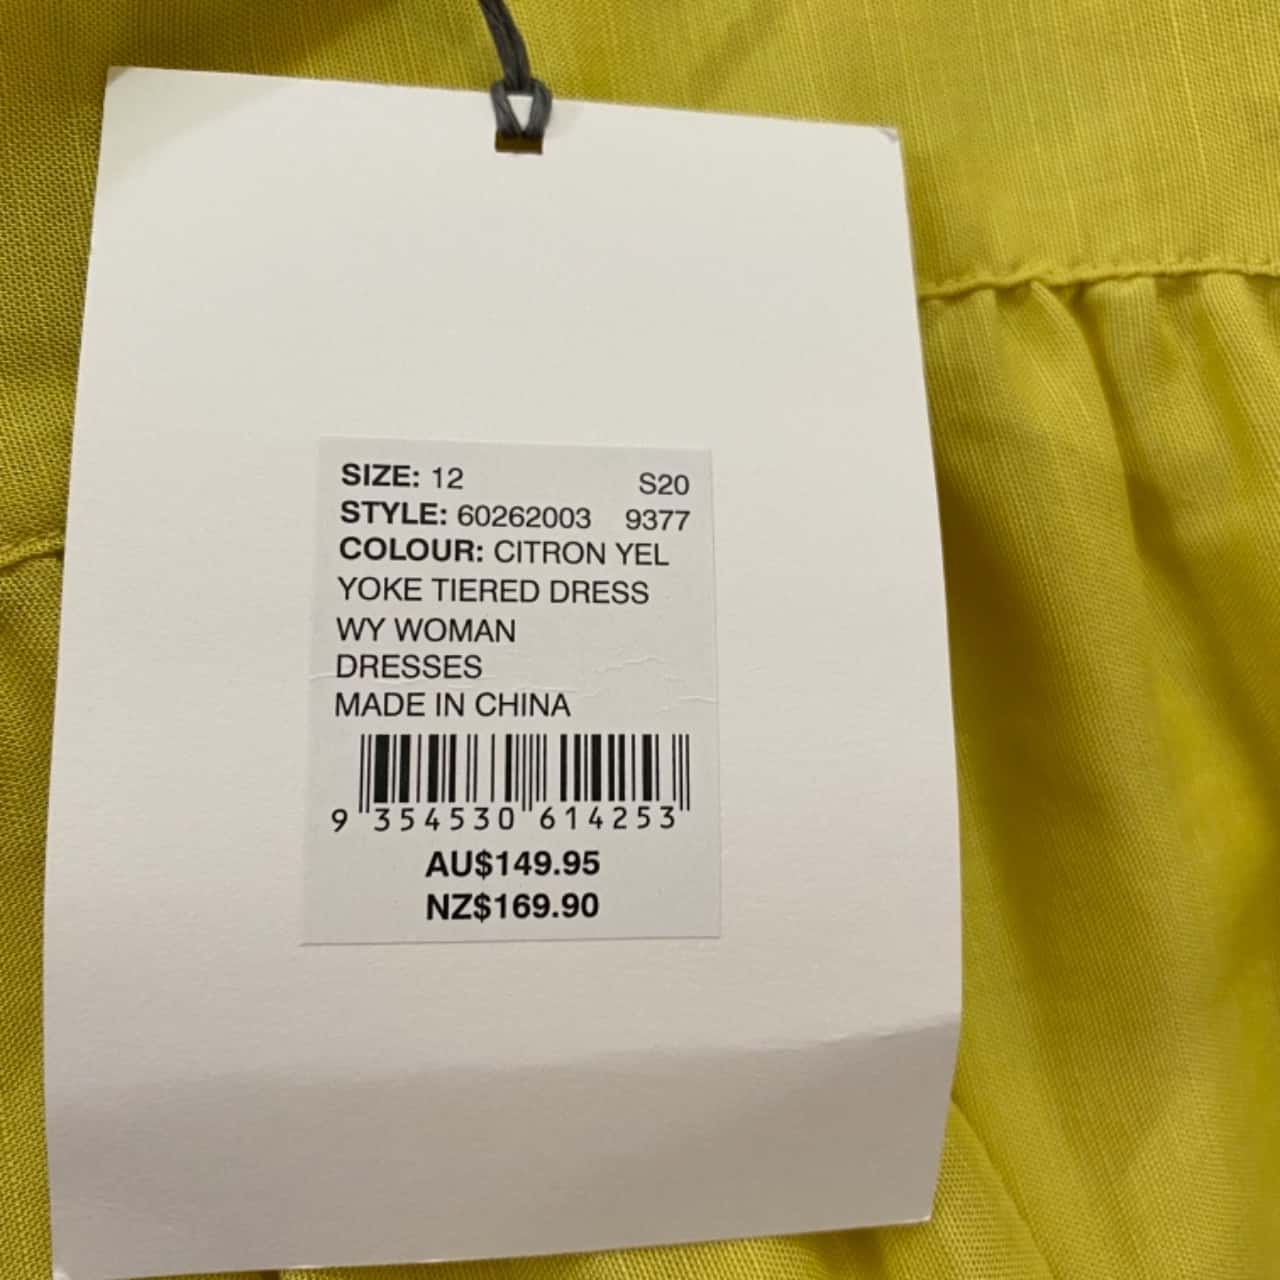 SIZE: 12 S20
STYLE: 60262003 9377
COLOUR: CITRON YEL
YOKE TIERED DRESS
WY WOMAN
DRESSES
MADE IN CHINA
9 354530 614253
AU$149.95
NZ$169.90